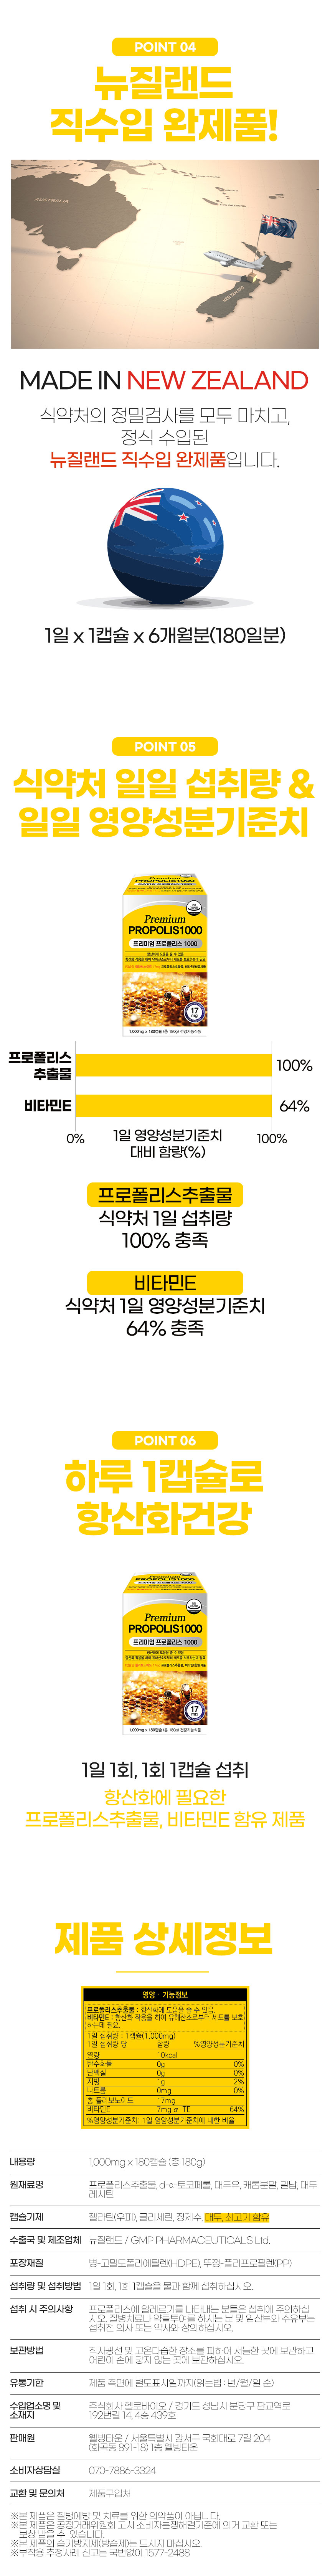 POINT 04
뉴질랜드
직수입 완제품!
AUSTRALIA
NEW ZEALAND
MADE IN NEW ZEALAND
식약처의 정밀검사를 모두 마치고,
정식 수입된
뉴질랜드 직수입 완제품입니다.
1일 x 1캡슐 x 6개월분(180일분)
POINT 05
식약처 일일 섭취량 &
일일 영양성분기준치
Premium
PROPOLIS1000
프리미엄 프로폴리스 1000
17
1,000mg x 180캡슐 (총 180g) 건강기능식품
프로폴리스
추출물
100%
비타민E
64%
0%
1일 영양성분기준치
대비 함량(%)
100%
프로폴리스추출물
식약처 1일 섭취량
100% 충족
비타민E
식약처 1일 영양성분기준치
64% 충족
POINT 06
하루 1캡슐로
항산화건강
Premium
PROPOLIS1000
프리미엄 프로폴리스 1000
17
1,000mg x 180캡슐 (총 180g) 건강기능식품
1일 1회, 1회 1캡슐 섭취
항산화에 필요한
프로폴리스추출물, 비타민E 함유 제품
제품 상세정보
영양 · 기능정보
프로폴리스추출물 : 항산화에 도움을 줄 수 있음
비타민E : 항산화 작용을 하여 유해산소로부터 세포를 보호
하는데 필요.
1일 섭취량 : 1캡슐(1,000mg)
1일 섭취량 당 함량 %영양성분기준치
열량 10kcal
탄수화물 0g 0%
단백질 0g 0%
지방 1g 2%
나트륨 0mg 0%
총 플라보노이드 17mg
비타민E 7mg α-TE 64%
%영양성분기준치: 1일 영양성분기준치에 대한 비율
내용량 1,000mg x 180캡슐 (총 180g)
원재료명 프로폴리스추출물, d-α-토코페롤, 대두유, 캐롭분말, 밀납, 대두
레시틴
캡슐기제 젤라틴(우피), 글리세린, 정제수, 대두, 쇠고기 함유
수출국 및 제조업체 뉴질랜드 / GMP PHARMACEUTICALS Ltd.
포장재질 병-고밀도폴리에틸렌(HDPE), 뚜껑-폴리프로필렌(PP)
섭취량 및 섭취방법 1일 1회, 1회 1캡슐을 물과 함께 섭취하십시오.
섭취 시 주의사항 프로폴리스에 알레르기를 나타내는 분들은 섭취에 주의하십
시오. 질병치료나 약물투여를 하시는 분 및 임산부와 수유부는
섭취전 의사 또는 약사와 상의하십시오.
보관방법 직사광선 및 고온다습한 장소를 피하여 서늘한 곳에 보관하고
어린이 손에 닿지 않는 곳에 보관하십시오.
유통기한 제품 측면에 별도표시일까지(읽는법 : 년/월/일 순)
수입업소명 및
소재지
주식회사 헬로바이오 / 경기도 성남시 분당구 판교역로
192번길 14, 4층 439호
판매원 웰빙타운 / 서울특별시 강서구 국회대로 7길 204
(화곡동 891-18) 1층 웰빙타운
소비자상담실 070-7886-3324
교환 및 문의처 제품구입처
※본 제품은 질병예방 및 치료를 위한 의약품이 아닙니다.
※본 제품은 공정거래위원회 고시 소비자분쟁해결기준에 의거 교환 또는
보상 받을 수 있습니다.
※본 제품의 습기방지제(방습제)는 드시지 마십시오.
※부작용 추정사례 신고는 국번없이 1577-2488